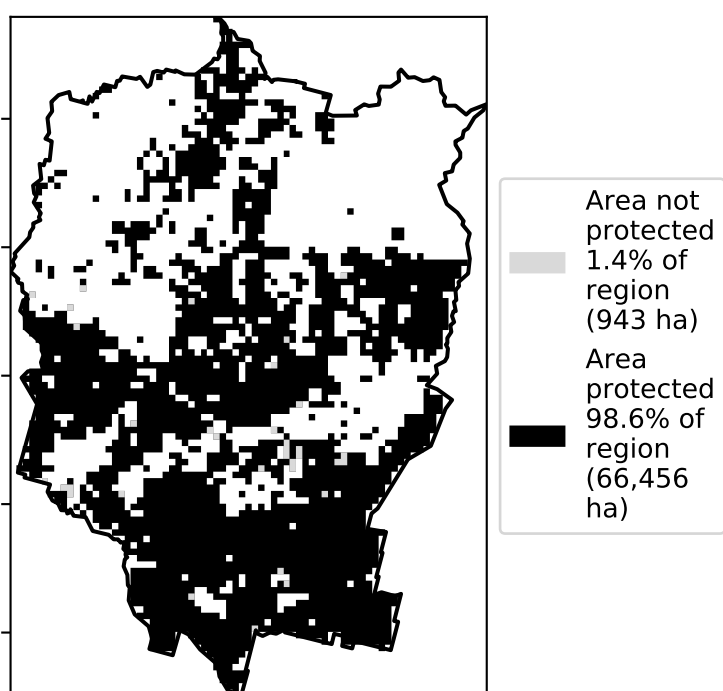 Area not
protected
1.4% of
region
(943 ha)
Area
protected
98.6% of
region
(66,456
ha)